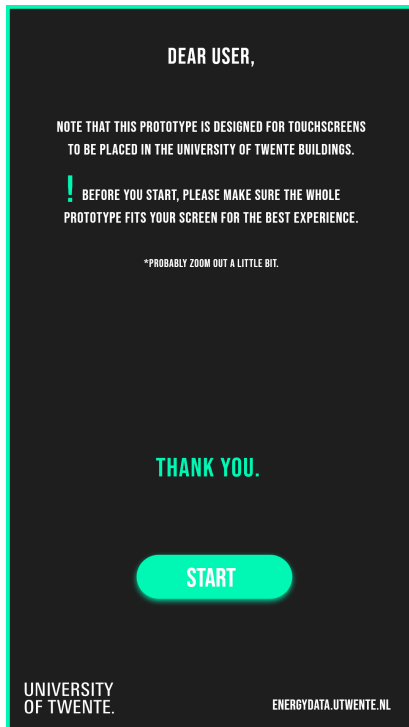 DEAR USER,
NOTE THAT THIS PROTOTYPE IS DESIGNED FOR TOUCHSCREENS
TO BE PLACED IN THE UNIVERSITY OF TWENTE BUILDINGS.
! BEFORE YOU START, PLEASE MAKE SURE THE WHOLE
PROTOTYPE FITS YOUR SCREEN FOR THE BEST EXPERIENCE.
*PROBABLY ZOOM OUT A LITTLE BIT.
THANK YOU.
START
UNIVERSITY
OF TWENTE.
ENERGYDATA.UTWENTE.NL